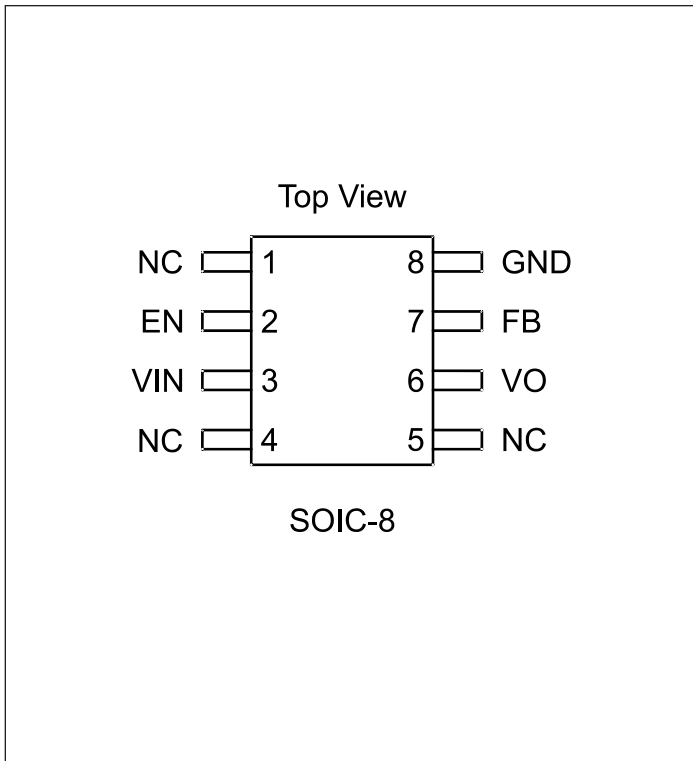 Top View
NC 1 8 GND
EN 2 7 FB
VIN 3 6 VO
NC 4 5 NC
SOIC-8